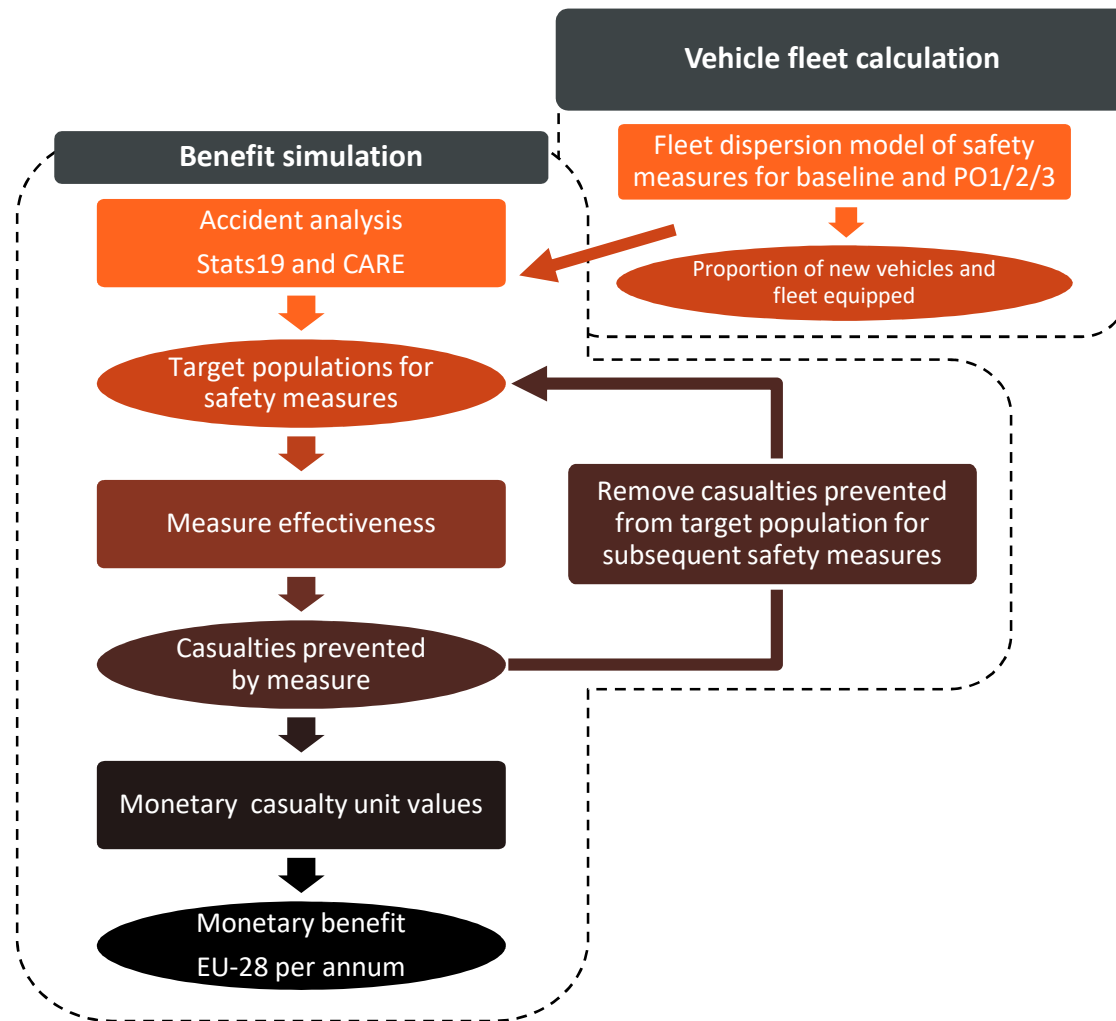 Vehicle fleet calculation
Fleet dispersion model of safety
measures for baseline and PO1/2/3
Proportion of new vehicles and
fleet equipped
Benefit simulation
Accident analysis
Stats19 and CARE
Target populations for
safety measures
Measure effectiveness
Remove casualties prevented
from target population for
subsequent safety measures
Casualties prevented
by measure
Monetary casualty unit values
Monetary benefit
EU-28 per annum